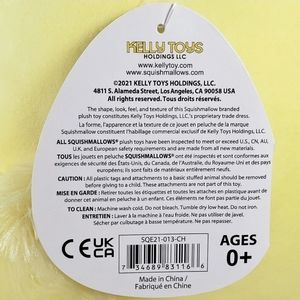 KELLY TOYS
HOLDINGS LLC
www.kellytoy.com
www.squishmallows.com
©2021 KELLY TOYS HOLDINGS, LLC.
4811 S. Alameda Street, Los Angeles, CA 90058 USA
All rights reserved. Tous droits réservés.
The shape, look, feel, and texture of this Squishmallow branded
plush toy constitutes Kelly Toys Holdings, LLC.'s proprietary trade dress.
La forme, l'apparence et la texture de ce jouet en peluche de la marque
Squishmallow constituent l'habillage commercial exclusif de Kelly Toys Holdings, LLC.
ALL SQUISHMALLOWS® plush toys have been inspected to meet or exceed U.S., CN, AU,
U.K. and European safety requirements and are made from all new material.
TOUS les jouets en peluche SQUISHMALLOWS® ont été inspectés et sont conformes aux
exigences de sécurité des États-Unis, du Canada, de l'Australie, du Royaume-Uni et des pays
européens et sont fabriqués à partir de matériaux neufs.
CAUTION : All plastic tags and attachments to a basic animal should be cut off before
giving to children. These attachments are not part of this toy.
MISE EN GARDE : Retirer toutes les étiquettes et toutes les attaches en plastique avant
de donner cet animal en peluche à un enfant. Ces éléments ne font pas partie du jouet.
TO CLEAN : Machine wash cold. Do not bleach. Tumble dry low heat. Do not iron.
ENTRETIEN : Laver à la machine à l'eau froide. Ne pas utiliser de javel.
Sécher par culbutage à basse température. Ne pas repasser.
CE UK CA
SQE21-013-CH
7 34689 83116 6
AGES
0+
Made in China /
Fabriqué en Chine